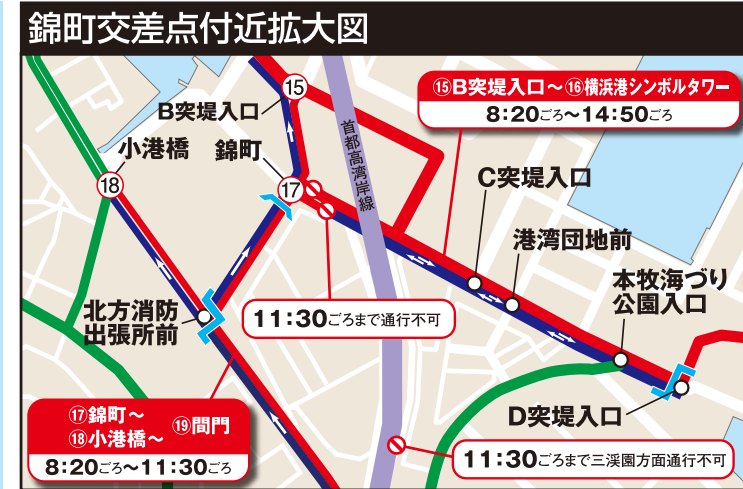 錦町交差点付近拡大図
⑮B突堤入口～⑯横浜港シンボルタワー
8:20ごろ～14:50ごろ
⑮
B突堤入口
首都高湾岸線
小港橋
錦町
⑱
⑰
C突堤入口
港湾団地前
本牧海づり
公園入口
北方消防
出張所前
11:30ごろまで通行不可
⑰錦町～
⑱小港橋～
⑲間門
8:20ごろ～11:30ごろ
D突堤入口
11:30ごろまで三渓園方面通行不可